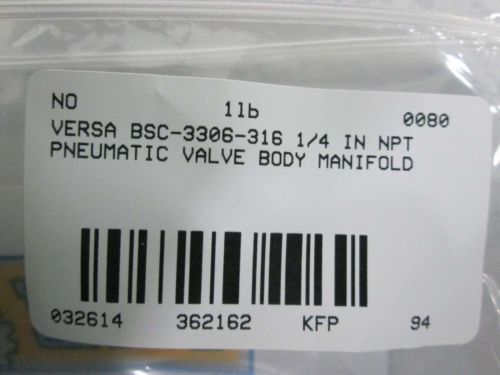 NO 1lb 0080
VERSA BSC-3306-316 1/4 IN NPT
PNEUMATIC VALVE BODY MANIFOLD
032614 362162 KFP 94